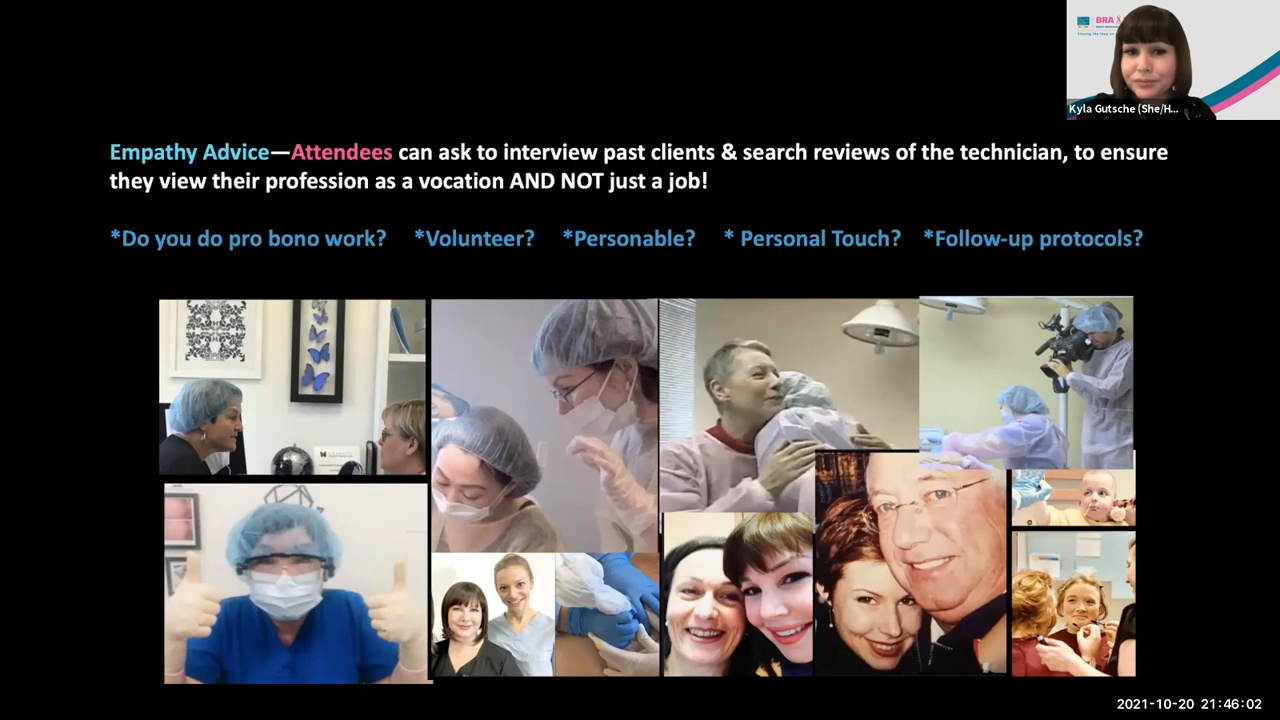 BRA
Kyla Gutsche (She/H...
Empathy Advice—Attendees can ask to interview past clients & search reviews of the technician, to ensure
they view their profession as a vocation AND NOT just a job!
*Do you do pro bono work? *Volunteer? *Personable? * Personal Touch? *Follow-up protocols?
2021-10-20 21:46:02